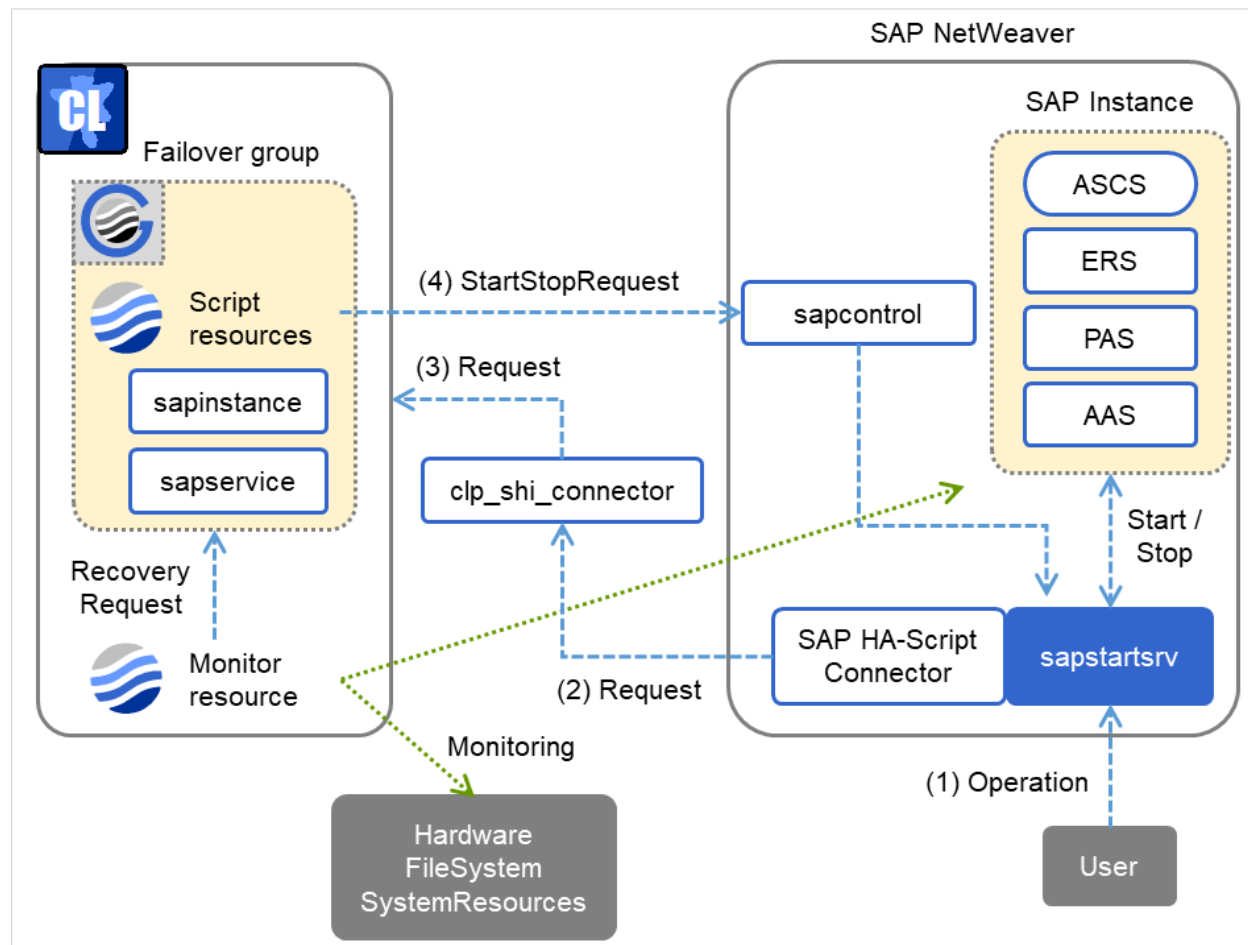 SAP NetWeaver
CL
Failover group
SAP Instance
ASCS
ERS
PAS
AAS
Script
resources
(4) StartStopRequest
sapcontrol
(3) Request
sapinstance
sapservice
clp_shi_connector
Start /
Stop
Recovery
Request
Monitor
resource
SAP HA-Script
Connector
sapstartsrv
(2) Request
Monitoring
(1) Operation
Hardware
FileSystem
SystemResources
User